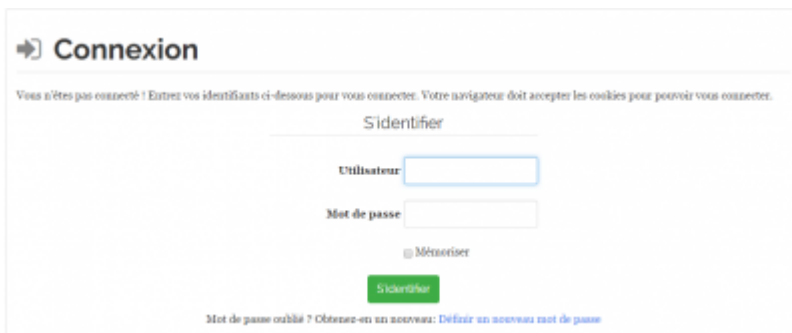 Connexion
Vous n'êtes pas connecté ! Entrez vos identifiants ci-dessous pour vous connecter. Votre navigateur doit accepter les cookies pour pouvoir vous connecter.
S'identifier
Utilisateur
Mot de passe
Mémoriser
S'identifier
Mot de passe oublié ? Obtenez-en un nouveau: Définir un nouveau mot de passe